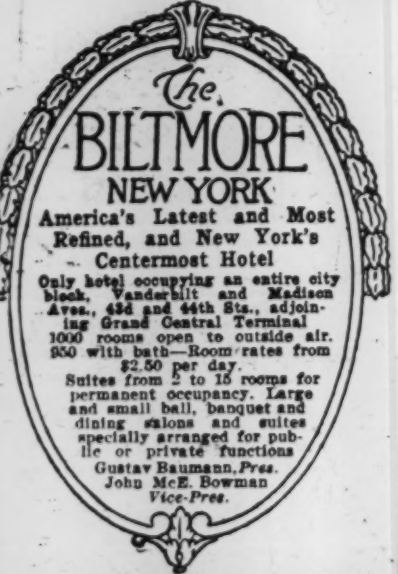 The
BILTMORE
NEW YORK
America's Latest and Most
Refined, and New York's
Centermost Hotel
Only hotel occupying an entire city
block, Vanderbilt and Madison
Aves., 43d and 44th Sts., adjoin-
ing Grand Central Terminal
1000 rooms open to outside air.
950 with bath—Room rates from
$2.50 per day.
Suites from 2 to 15 rooms for
permanent occupancy. Large
and small ball, banquet and
dining salons and suites
specially arranged for pub-
lic or private functions
Gustav Baumann, Pres.
John McE. Bowman
Vice-Pres.